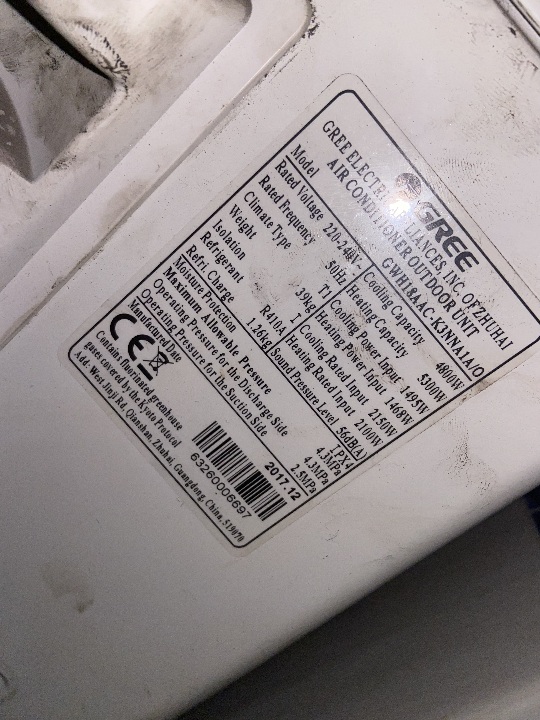 GREE
GREE ELECTRIC APPLIANCES, INC. OF ZHUHAI
AIR CONDITIONER OUTDOOR UNIT
Model GWH18AAC-K3NNA1A/O
Rated Voltage 220-240V~ Cooling Capacity 4800W
Rated Frequency 50Hz Heating Capacity 5300W
Climate Type T1 Cooling Power Input 1495W
Weight 39kg Heating Power Input 1468W
Isolation I Cooling Rated Input 2150W
Refrigerant R410A Heating Rated Input 2100W
Refri. Charge 1.26kg Sound Pressure Level 56dB(A)
Moisture Protection IPX4
Maximum Allowable Pressure 4.3MPa
Operating Pressure for the Discharge Side 4.3MPa
Operating Pressure for the Suction Side 2.5MPa
Manufactured Date 2017.12
CE
63260006697
Contains fluorinated greenhouse
gases covered by the Kyoto Protocol
Add: West Jinji Rd, Qianshan, Zhuhai, Guangdong, China, 519070